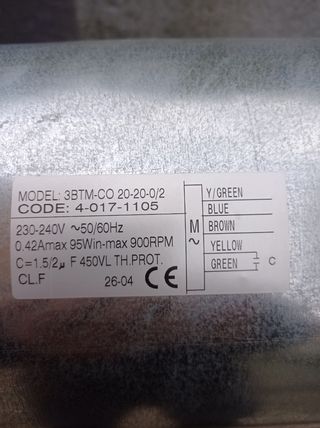 MODEL: 3BTM-CO 20-20-0/2
CODE: 4-017-1105
230-240V ~50/60Hz
0.42Amax 95Win-max 900RPM
C=1.5/2µ F 450VL TH.PROT.
CL.F 26-04 CE
M
~
Y/GREEN
BLUE
BROWN
YELLOW
GREEN C